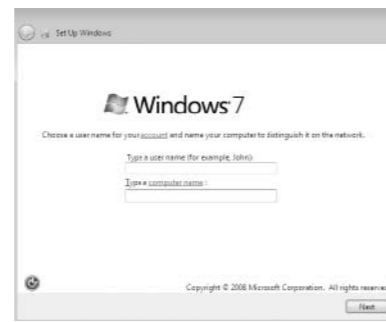 Set Up Windows
Windows 7
Choose a user name for your account and name your computer to distinguish it on the network.
Type a user name (for example, John):
Type a computer name :
Copyright © 2008 Microsoft Corporation. All rights reserve
Next